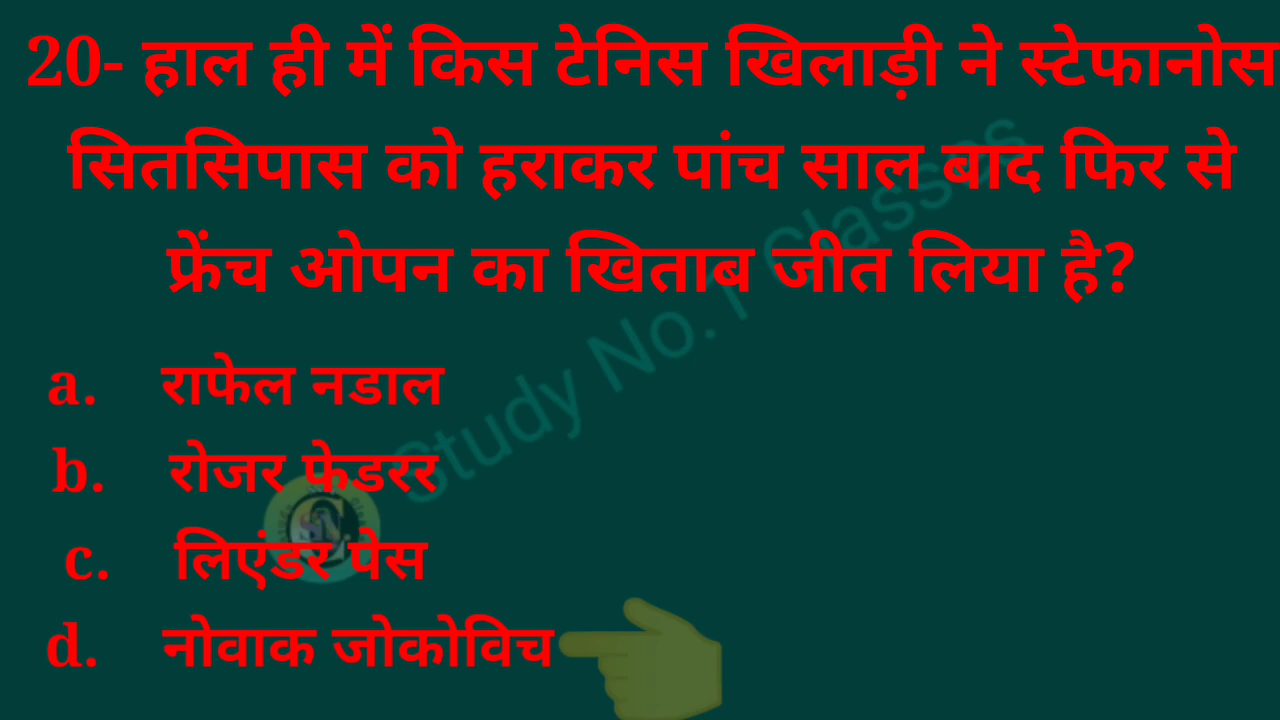 20- हाल ही में किस टेनिस खिलाड़ी ने स्टेफानोस
सितसिपास को हराकर पांच साल बाद फिर से
फ्रेंच ओपन का खिताब जीत लिया है?
a. राफेल नडाल
b. रोजर फेडरर
c. लिएंडर पेस
d. नोवाक जोकोविच
Study No.1 Classes